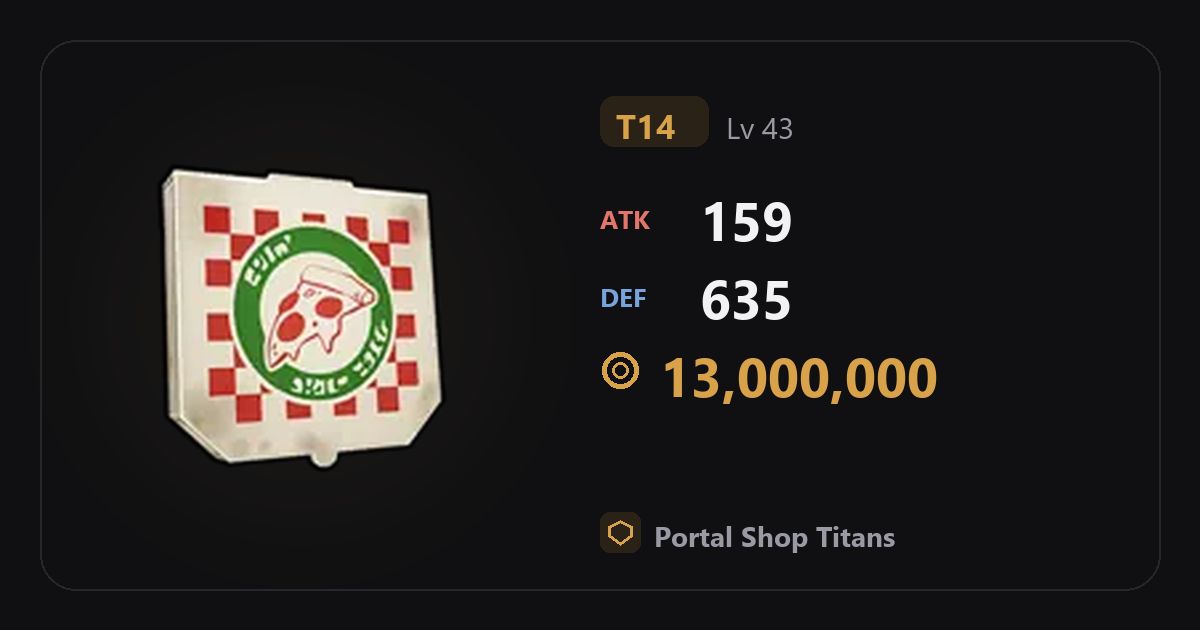 T14 Lv 43
ATK 159
DEF 635
13,000,000
Portal Shop Titans